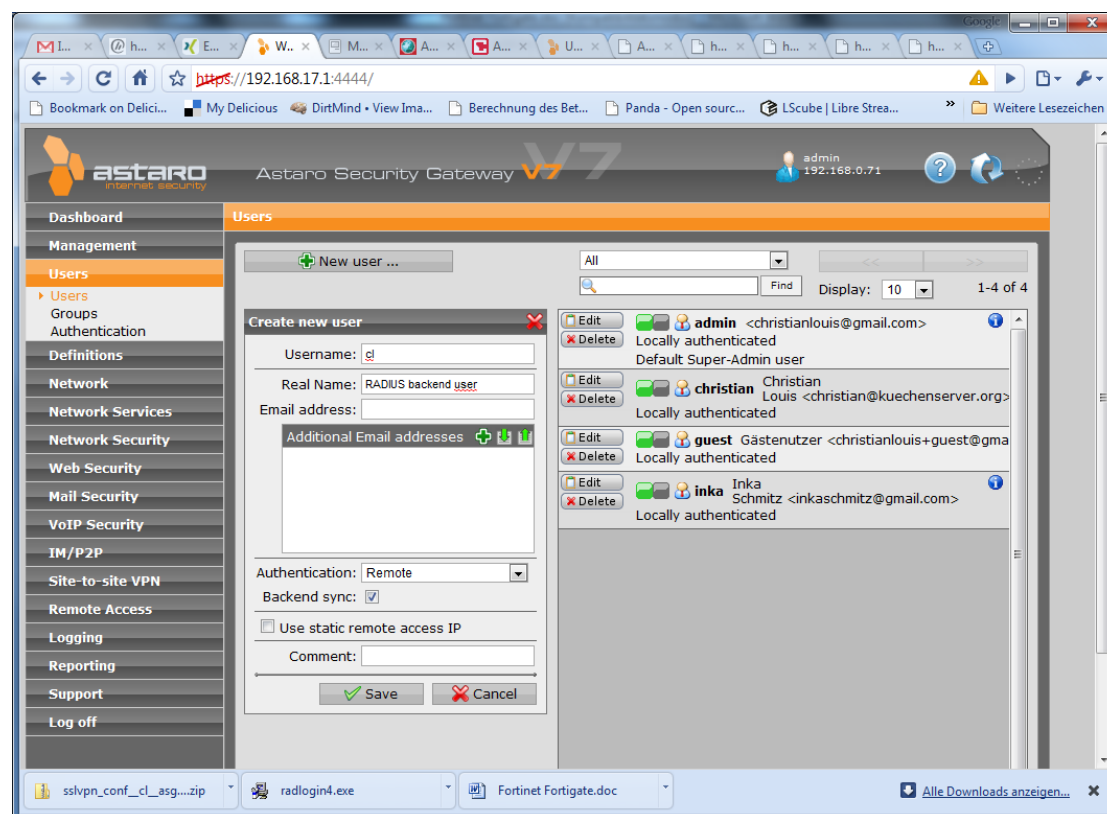 Google
I...
h...
E...
W..
M...
A...
A...
U...
A...
h...
h...
h...
h...
https://192.168.17.1:4444/
Bookmark on Delici...
My Delicious
DirtMind • View Ima...
Berechnung des Bet...
Panda - Open sourc...
LScube | Libre Strea...
»
Weitere Lesezeichen
astaro
internet security
Astaro Security Gateway V7
admin
192.168.0.71
Dashboard
Management
Users
Users
Groups
Authentication
Definitions
Network
Network Services
Network Security
Web Security
Mail Security
VoIP Security
IM/P2P
Site-to-site VPN
Remote Access
Logging
Reporting
Support
Log off
Users
New user ...
All
<<
>>
Find
Display: 10
1-4 of 4
Create new user
Username: cl
Real Name: RADIUS backend user
Email address:
Additional Email addresses
Authentication: Remote
Backend sync:
Use static remote access IP
Comment:
Save
Cancel
Edit
Delete
admin <christianlouis@gmail.com>
Locally authenticated
Default Super-Admin user
Edit
Delete
christian Christian
Louis <christian@kuechenserver.org>
Locally authenticated
Edit
Delete
guest Gästenutzer <christianlouis+guest@gma
Locally authenticated
Edit
Delete
inka Inka
Schmitz <inkaschmitz@gmail.com>
Locally authenticated
sslvpn_conf__cl__asg....zip
radlogin4.exe
Fortinet Fortigate.doc
Alle Downloads anzeigen...